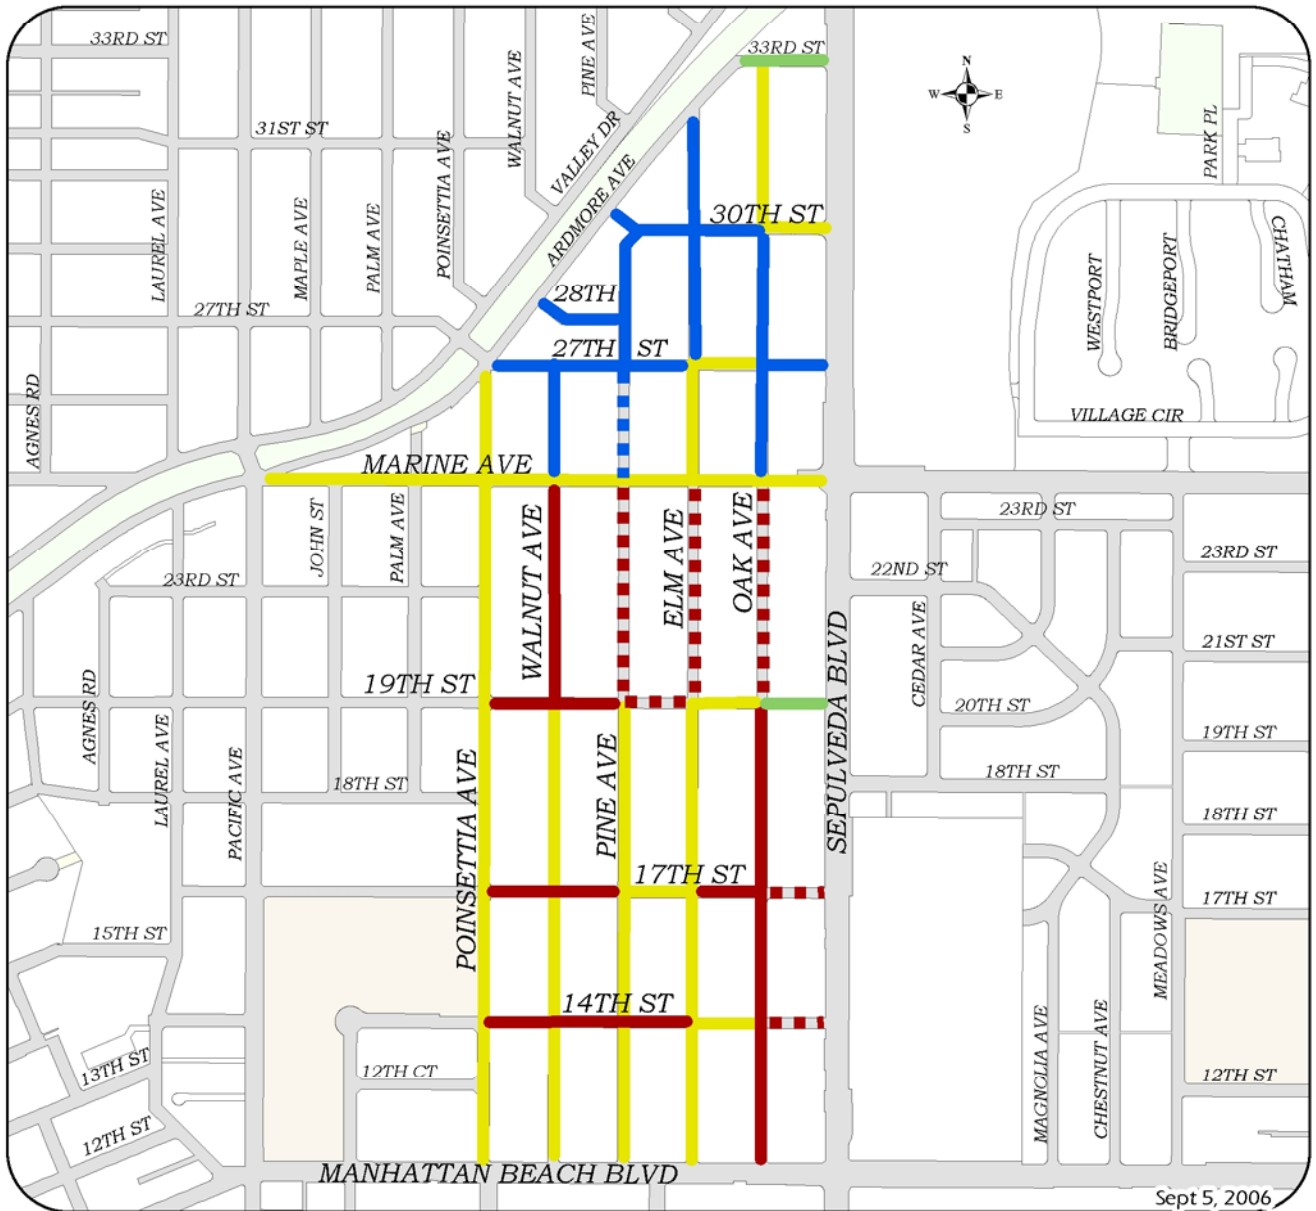 33RD ST
33RD ST
PINE AVE
WALNUT AVE
N
W
E
S
PARK PL
31ST ST
VALLEY DR
POINSETTIA AVE
ARDMORE AVE
LAUREL AVE
MAPLE AVE
PALM AVE
30TH ST
CHATHAM
BRIDGEPORT
WESTPORT
28TH
27TH ST
27TH ST
AGNES RD
VILLAGE CIR
MARINE AVE
JOHN ST
PALM AVE
WALNUT AVE
ELM AVE
OAK AVE
23RD ST
23RD ST
23RD ST
22ND ST
CEDAR AVE
21ST ST
SEPULVEDA BLVD
19TH ST
AGNES RD
20TH ST
LAUREL AVE
PACIFIC AVE
POINSETTIA AVE
PINE AVE
19TH ST
18TH ST
18TH ST
18TH ST
17TH ST
MEADOWS AVE
17TH ST
15TH ST
14TH ST
MAGNOLIA AVE
CHESTNUT AVE
13TH ST
12TH CT
12TH ST
12TH ST
MANHATTAN BEACH BLVD
Sept 5, 2006